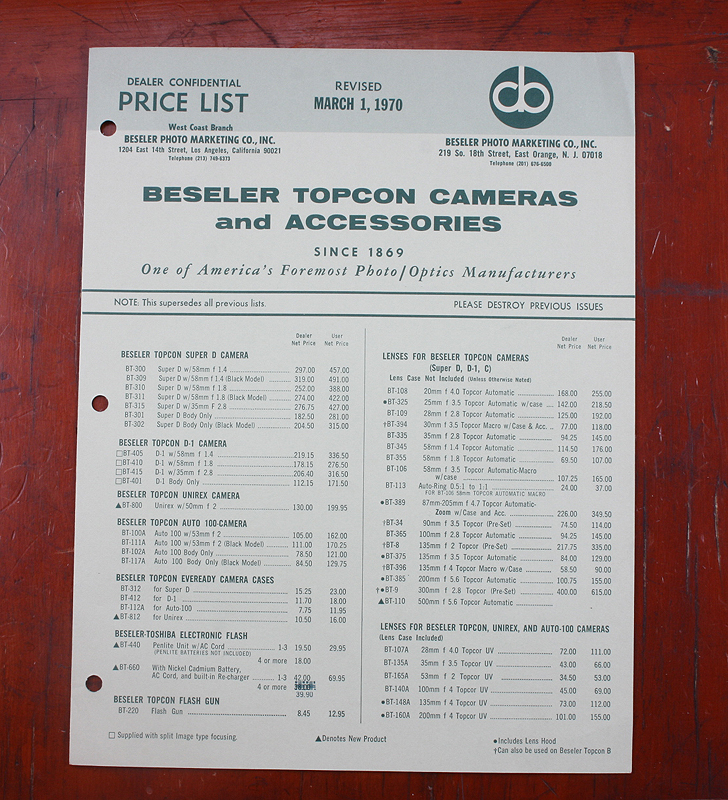 DEALER CONFIDENTIAL
PRICE LIST
REVISED
MARCH 1, 1970
db
West Coast Branch
BESELER PHOTO MARKETING CO., INC.
1204 East 14th Street, Los Angeles, California 90021
Telephone (213) 749-6373
BESELER PHOTO MARKETING CO., INC.
219 So. 18th Street, East Orange, N. J. 07018
Telephone (201) 676-6500
BESELER TOPCON CAMERAS
and ACCESSORIES
SINCE 1869
One of America's Foremost Photo/Optics Manufacturers
NOTE: This supersedes all previous lists.
PLEASE DESTROY PREVIOUS ISSUES
Dealer User
Net Price Net Price
BESELER TOPCON SUPER D CAMERA
BT-300 Super D w/58mm f 1.4 297.00 457.00
BT-309 Super D w/58mm f 1.4 (Black Model) 319.00 491.00
BT-310 Super D w/58mm f 1.8 252.00 388.00
BT-311 Super D w/58mm f 1.8 (Black Model) 274.00 422.00
BT-315 Super D w/35mm F 2.8 276.75 427.00
BT-301 Super D Body Only 182.50 281.00
BT-302 Super D Body Only (Black Model) 204.50 315.00
BESELER TOPCON D-1 CAMERA
□BT-405 D-1 w/58mm f 1.4 219.15 336.50
□BT-410 D-1 w/58mm f 1.8 178.15 276.50
□BT-415 D-1 w/35mm f 2.8 206.40 316.50
□BT-401 D-1 Body Only 112.15 171.50
BESELER TOPCON UNIREX CAMERA
▲BT-800 Unirex w/50mm f 2 130.00 199.95
BESELER TOPCON AUTO 100-CAMERA
BT-100A Auto 100 w/53mm f 2 105.00 162.00
BT-111A Auto 100 w/53mm f 2 (Black Model) 111.00 170.25
BT-102A Auto 100 Body Only 78.50 121.00
BT-117A Auto 100 Body Only (Black Model) 84.50 129.75
BESELER TOPCON EVEREADY CAMERA CASES
BT-312 for Super D 15.25 23.00
BT-412 for D-1 11.70 18.00
BT-112A for Auto-100 7.75 11.95
▲BT-812 for Unirex 10.50 16.00
BESELER-TOSHIBA ELECTRONIC FLASH
▲BT-440 Penlite Unit w/AC Cord 1-3 19.50 29.95
(PENLITE BATTERIES NOT INCLUDED)
4 or more 18.00
▲BT-660 With Nickel Cadmium Battery,
AC Cord, and built-in Re-charger 1-3 42.00 69.95
4 or more
39.90
BESELER TOPCON FLASH GUN
BT-220 Flash Gun 8.45 12.95
Dealer User
Net Price Net Price
LENSES FOR BESELER TOPCON CAMERAS
(Super D, D-1, C)
Lens Case Not Included (Unless Otherwise Noted)
BT-108 20mm f 4.0 Topcor Automatic 168.00 255.00
●BT-325 25mm f 3.5 Topcor Automatic w/case 142.00 218.50
BT-109 28mm f 2.8 Topcor Automatic 125.00 192.00
†BT-394 30mm f 3.5 Topcor Macro w/Case & Acc. 77.00 118.00
BT-335 35mm f 2.8 Topcor Automatic 94.25 145.00
BT-345 58mm f 1.4 Topcor Automatic 114.50 176.00
BT-355 58mm f 1.8 Topcor Automatic 69.50 107.00
BT-106 58mm f 3.5 Topcor Automatic-Macro
w/case 107.25 165.00
BT-113 Auto-Ring 0.5:1 to 1:1 24.00 37.00
FOR BT-106 58mm TOPCOR AUTOMATIC MACRO
●BT-389 87mm-205mm f 4.7 Topcor Automatic-
Zoom w/Case and Acc. 226.00 349.50
†BT-34 90mm f 3.5 Topcor (Pre-Set) 74.50 114.00
BT-365 100mm f 2.8 Topcor Automatic 94.25 145.00
†BT-8 135mm f 2 Topcor (Pre-Set) 217.75 335.00
●BT-375 135mm f 3.5 Topcor Automatic 84.00 129.00
†BT-396 135mm f 4 Topcor Macro w/Case 58.50 90.00
●BT-385 200mm f 5.6 Topcor Automatic 100.75 155.00
†●BT-9 300mm f 2.8 Topcor (Pre-Set) 400.00 615.00
▲BT-110 500mm f 5.6 Topcor Automatic
LENSES FOR BESELER TOPCON, UNIREX, AND AUTO-100 CAMERAS
(Lens Case Included)
BT-107A 28mm f 4.0 Topcor UV 72.00 111.00
BT-135A 35mm f 3.5 Topcor UV 43.00 66.00
BT-165A 53mm f 2 Topcor UV 34.50 53.00
BT-140A 100mm f 4 Topcor UV 45.00 69.00
●BT-148A 135mm f 4 Topcor UV 73.00 112.00
●BT-160A 200mm f 4 Topcor UV 101.00 155.00
□ Supplied with split Image type focusing.
▲Denotes New Product
●Includes Lens Hood
†Can also be used on Beseler Topcon B